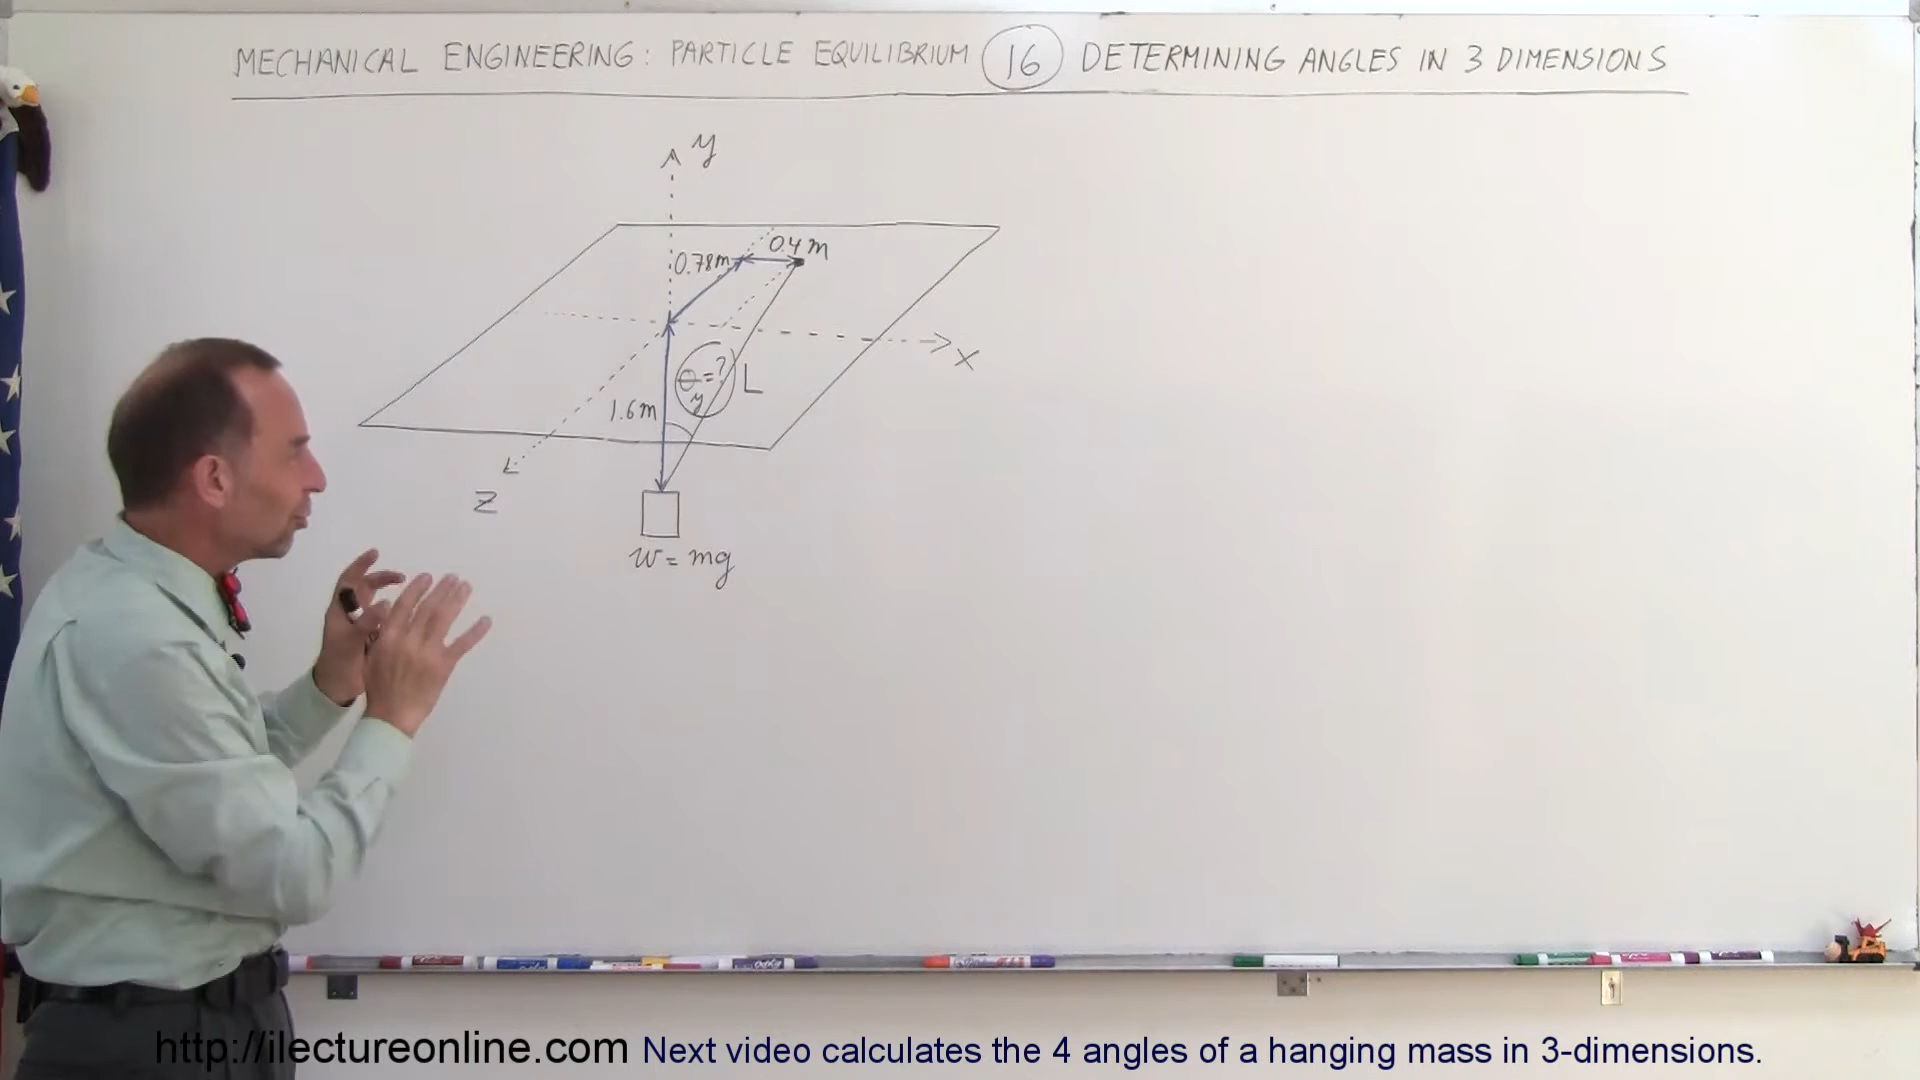 MECHANICAL ENGINEERING: PARTICLE EQUILIBRIUM 16 DETERMINING ANGLES IN 3 DIMENSIONS
y
0.4m
0.78m
x
θy=?
L
1.6m
z
W=mg
http://ilectureonline.com Next video calculates the 4 angles of a hanging mass in 3-dimensions.